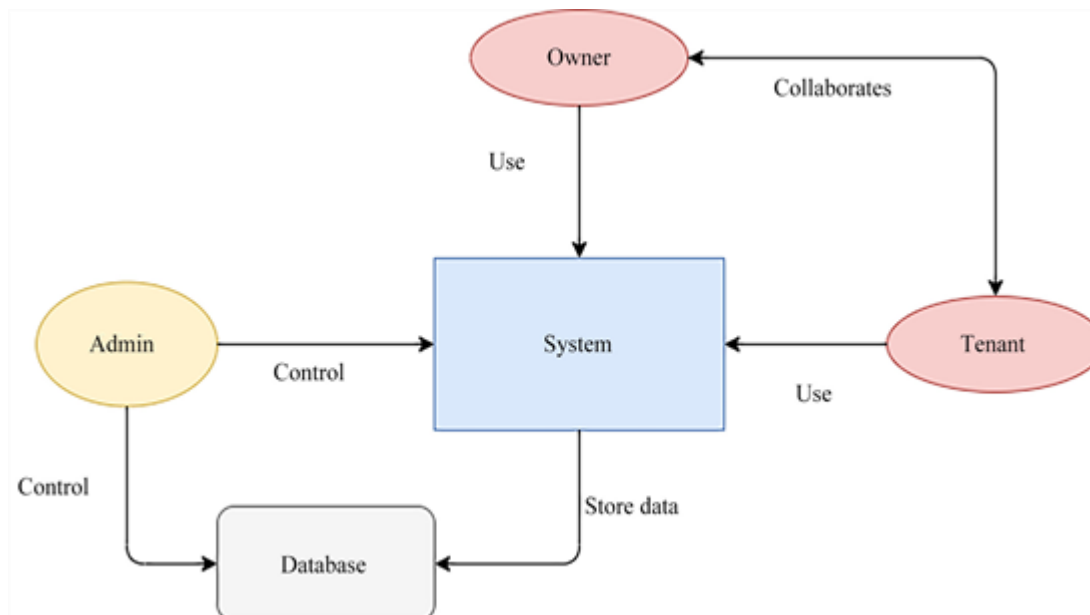 Owner
Collaborates
Use
Admin
Control
System
Tenant
Use
Control
Store data
Database